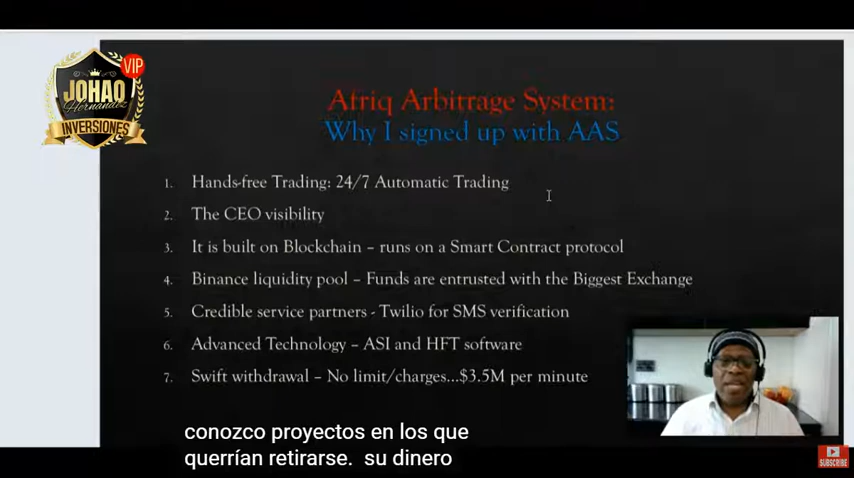 JOHAO
Hernandez
INVERSIONES
VIP
Afriq Arbitrage System:
Why I signed up with AAS
1. Hands-free Trading: 24/7 Automatic Trading
2. The CEO visibility
3. It is built on Blockchain – runs on a Smart Contract protocol
4. Binance liquidity pool – Funds are entrusted with the Biggest Exchange
5. Credible service partners - Twilio for SMS verification
6. Advanced Technology – ASI and HFT software
7. Swift withdrawal – No limit/charges...$3.5M per minute
conozco proyectos en los que
querrían retirarse. su dinero
SUBSCRIBE